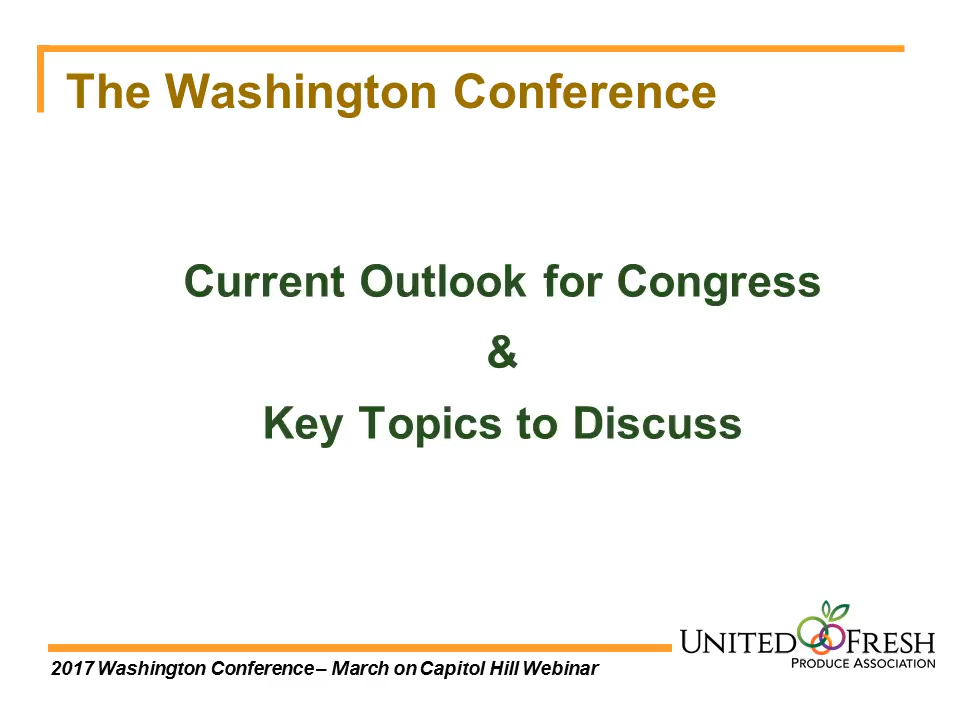 The Washington Conference
Current Outlook for Congress
&
Key Topics to Discuss
2017 Washington Conference – March on Capitol Hill Webinar
UNITED FRESH
PRODUCE ASSOCIATION